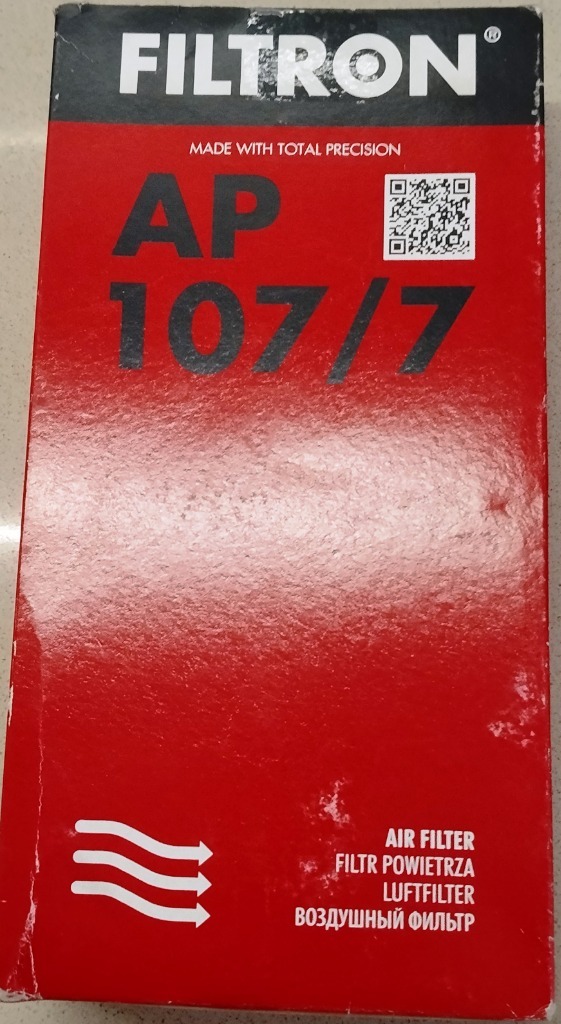 FILTRON®
MADE WITH TOTAL PRECISION
AP
107/7
AIR FILTER
FILTR POWIETRZA
LUFTFILTER
ВОЗДУШНЫЙ ФИЛЬТР